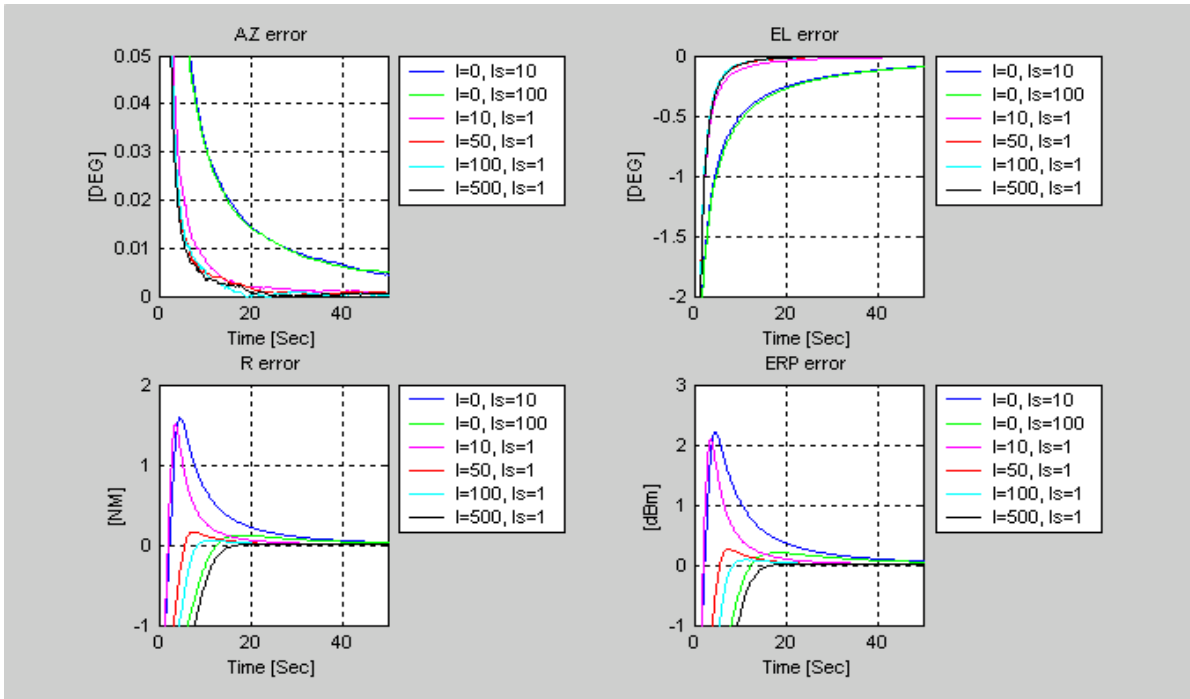 AZ error
0.05
0.04
0.03
0.02
0.01
0
[DEG]
0
20
40
Time [Sec]
I=0, Is=10
I=0, Is=100
I=10, Is=1
I=50, Is=1
I=100, Is=1
I=500, Is=1
EL error
0
-0.5
-1
-1.5
-2
[DEG]
0
20
40
Time [Sec]
I=0, Is=10
I=0, Is=100
I=10, Is=1
I=50, Is=1
I=100, Is=1
I=500, Is=1
R error
2
1
0
-1
[NM]
0
20
40
Time [Sec]
I=0, Is=10
I=0, Is=100
I=10, Is=1
I=50, Is=1
I=100, Is=1
I=500, Is=1
ERP error
3
2
1
0
-1
[dBm]
0
20
40
Time [Sec]
I=0, Is=10
I=0, Is=100
I=10, Is=1
I=50, Is=1
I=100, Is=1
I=500, Is=1